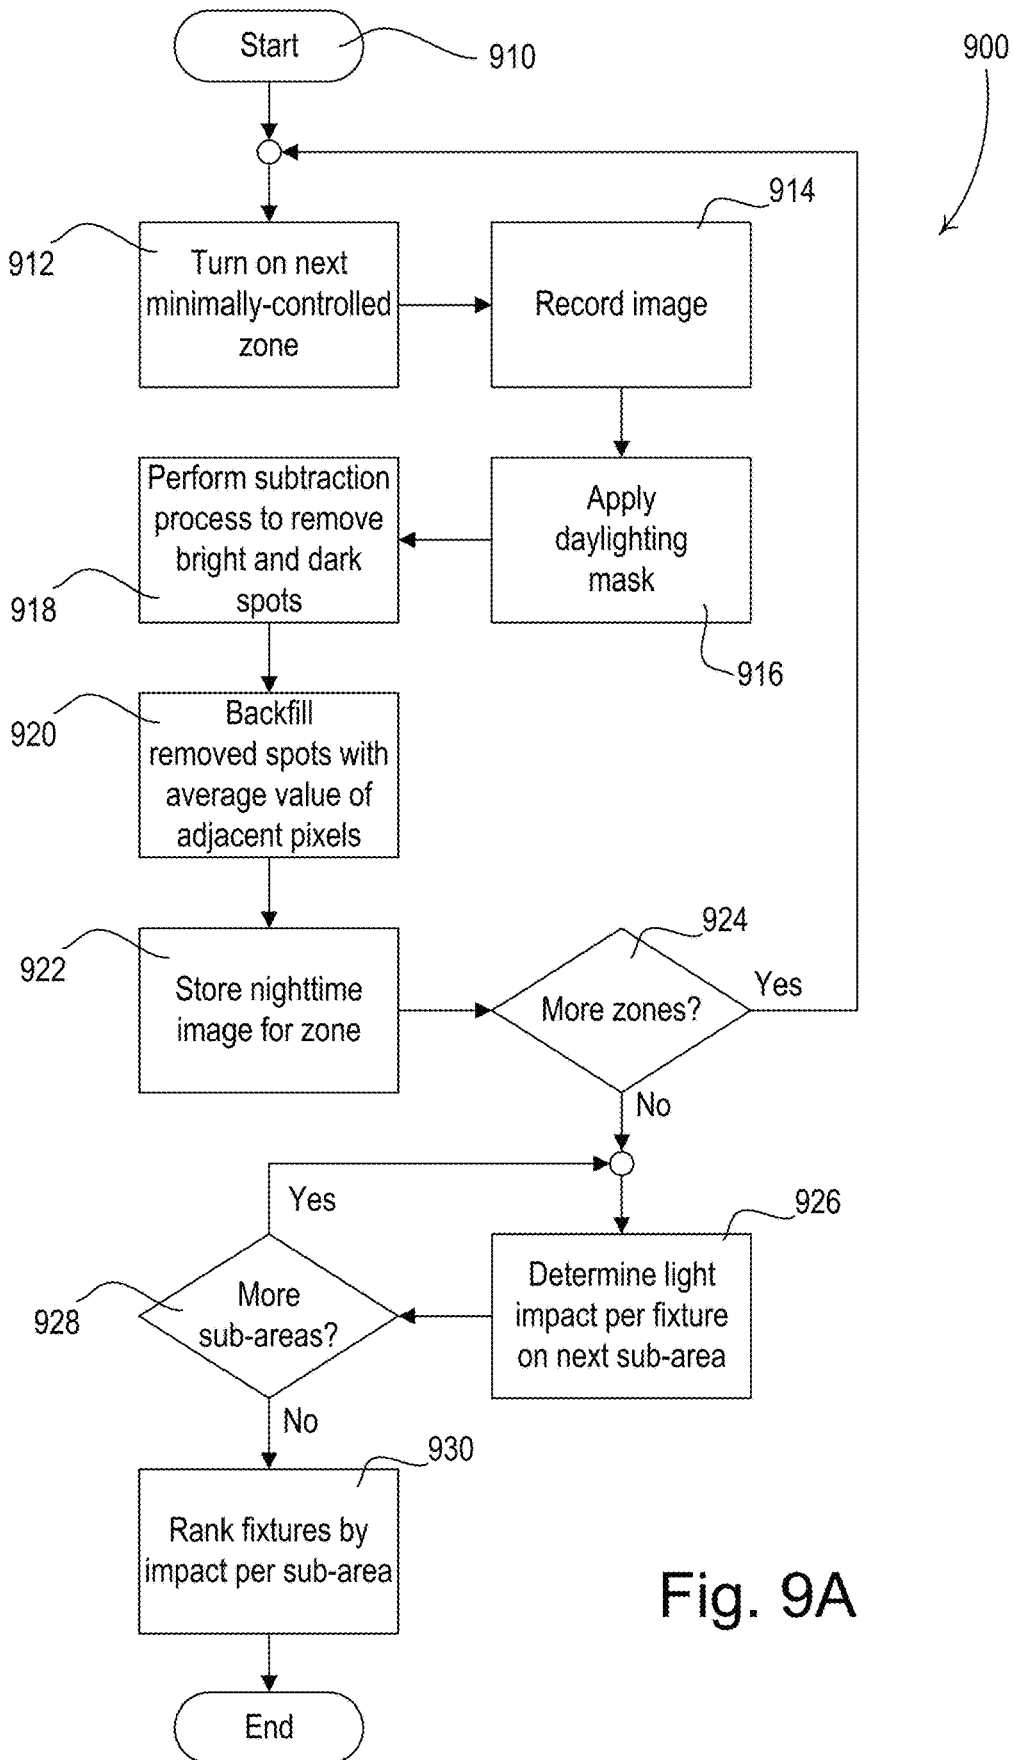 Start
910
900
914
912
Turn on next
minimally-controlled
zone
Record image
Perform subtraction
process to remove
bright and dark
spots
918
Apply
daylighting
mask
916
920
Backfill
removed spots with
average value of
adjacent pixels
924
922
Store nighttime
image for zone
More zones?
Yes
No
Yes
926
928
More
sub-areas?
Determine light
impact per fixture
on next sub-area
No
930
Rank fixtures by
impact per sub-area
Fig. 9A
End